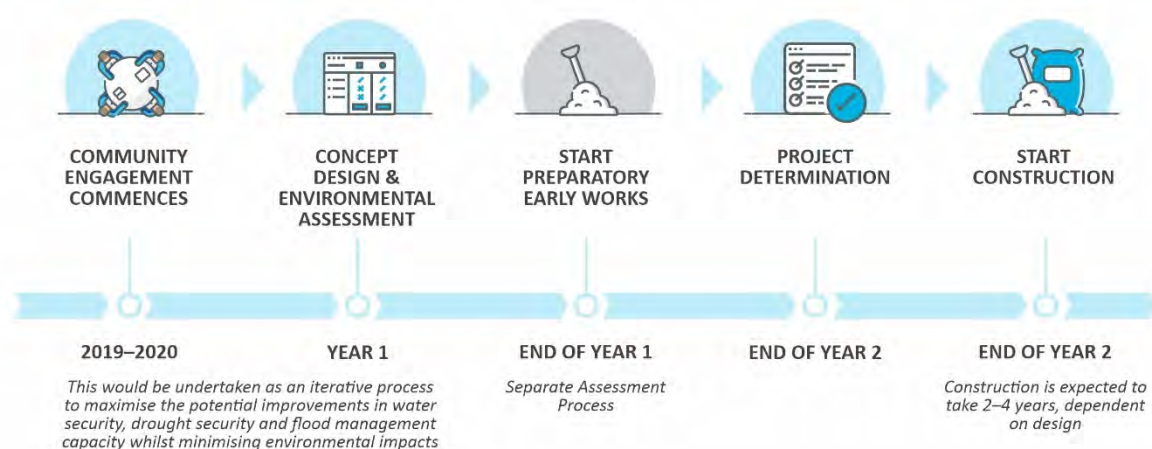 COMMUNITY
ENGAGEMENT
COMMENCES
CONCEPT
DESIGN &
ENVIRONMENTAL
ASSESSMENT
START
PREPARATORY
EARLY WORKS
PROJECT
DETERMINATION
START
CONSTRUCTION
2019–2020
YEAR 1
END OF YEAR 1
END OF YEAR 2
END OF YEAR 2
This would be undertaken as an iterative process
to maximise the potential improvements in water
security, drought security and flood management
capacity whilst minimising environmental impacts
Separate Assessment
Process
Construction is expected to
take 2–4 years, dependent
on design